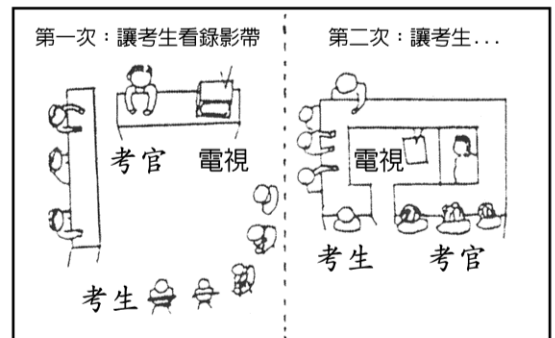 第一次：讓考生看錄影帶
考官
電視
考生
第二次：讓考生...
電視
考生
考官